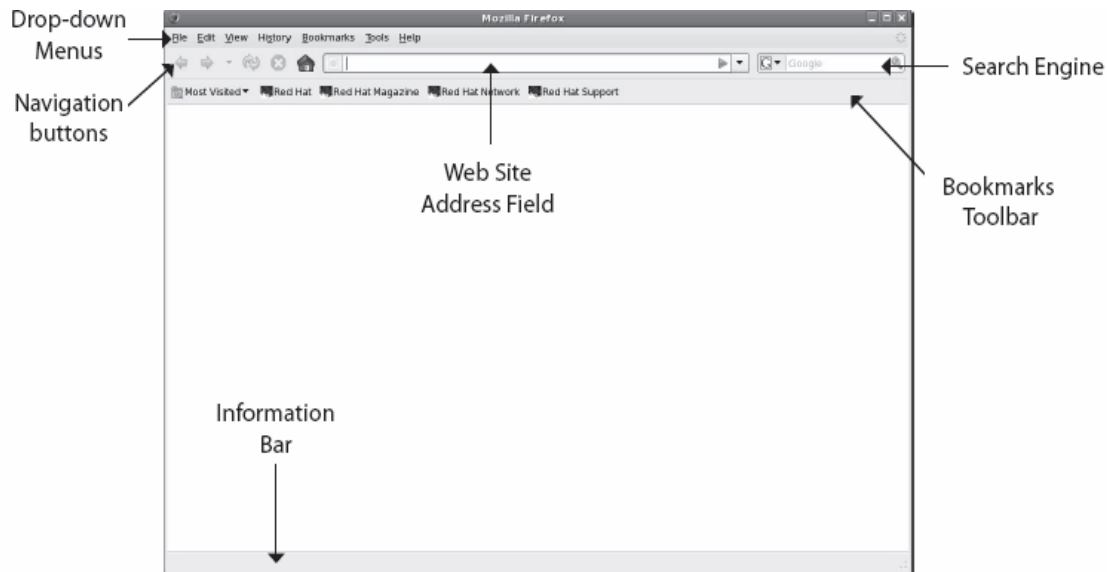 Drop-down
Menus
Mozilla Firefox
File Edit View History Bookmarks Tools Help
Google
Search Engine
Navigation
buttons
Most Visited Red Hat Red Hat Magazine Red Hat Network Red Hat Support
Web Site
Address Field
Bookmarks
Toolbar
Information
Bar